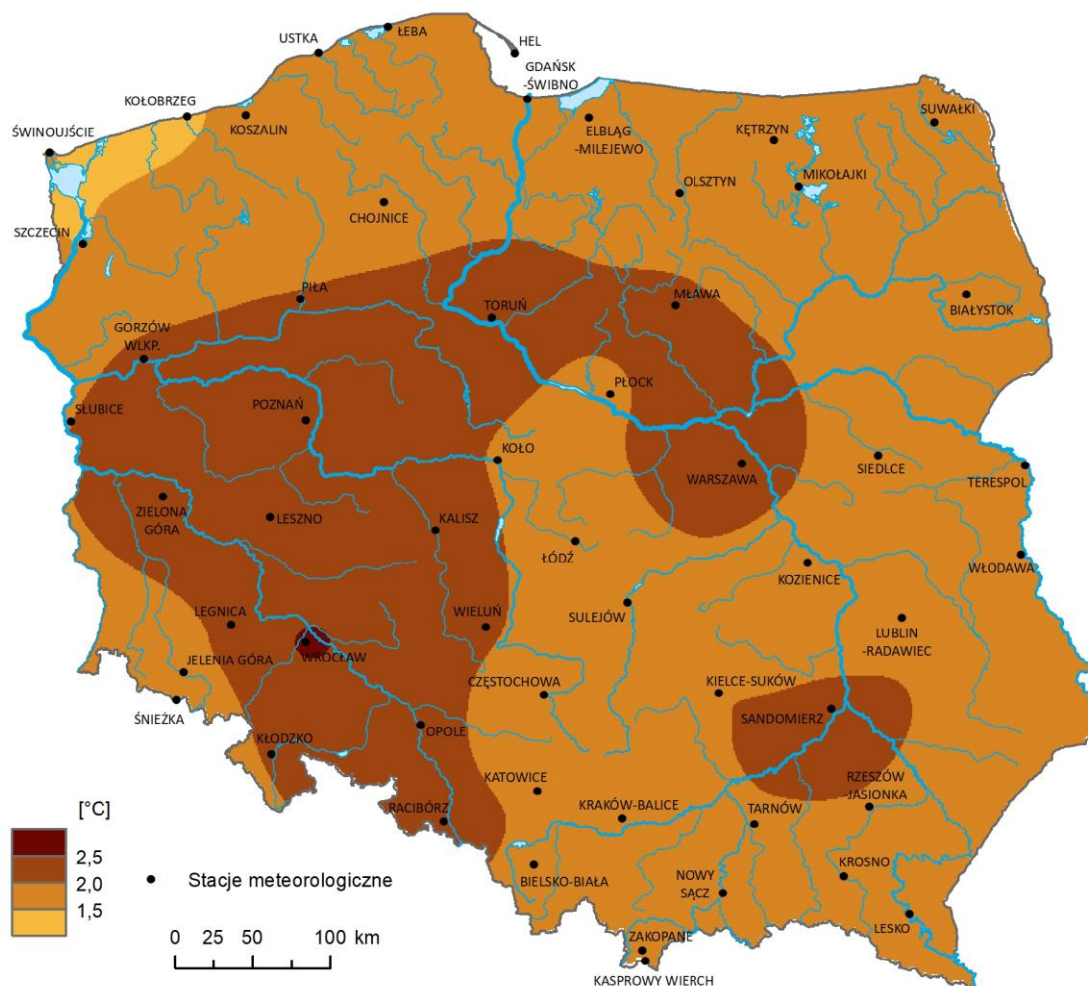 ŁEBA
USTKA
HEL
GDAŃSK
-ŚWIBNO
KOŁOBRZEG
KOSZALIN
ŚWINOUJŚCIE
ELBLĄG
-MILEJEWO
KĘTRZYN
SUWAŁKI
MIKOŁAJKI
OLSZTYN
CHOJNICE
SZCZECIN
PIŁA
TORUŃ
MŁAWA
BIAŁYSTOK
GORZÓW
WLKP.
PŁOCK
SŁUBICE
POZNAŃ
KOŁO
WARSZAWA
SIEDLCE
TERESPOL
ZIELONA
GÓRA
LESZNO
KALISZ
ŁÓDŹ
KOZIENICE
WŁODAWA
LEGNICA
WIELUŃ
SULEJÓW
LUBLIN
-RADAWIEC
WROCŁAW
JELENIA GÓRA
CZĘSTOCHOWA
KIELCE-SUKÓW
ŚNIEŻKA
SANDOMIERZ
KŁODZKO
OPOLE
KATOWICE
RZESZÓW
-JASIONKA
RACIBÓRZ
KRAKÓW-BALICE
TARNÓW
BIELSKO-BIAŁA
NOWY
SĄCZ
KROSNO
LESKO
ZAKOPANE
KASPROWY WIERCH
[°C]
2,5
2,0
1,5
Stacje meteorologiczne
0 25 50 100 km